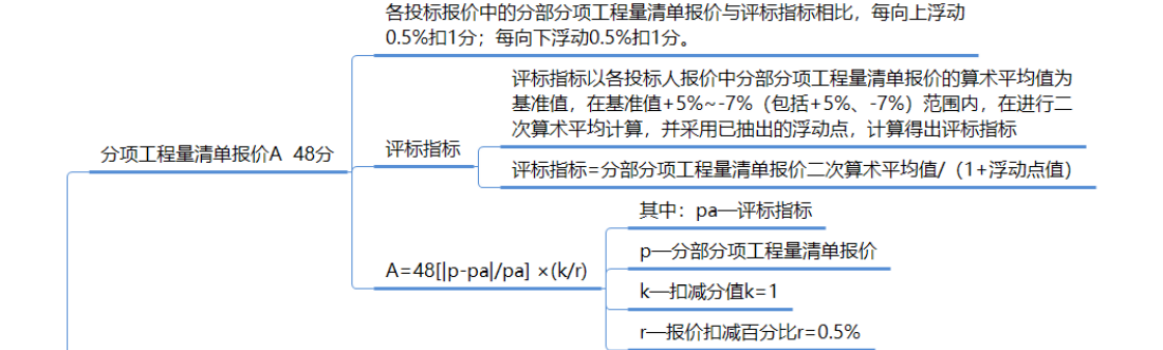 各投标报价中的分部分项工程量清单报价与评标指标相比，每向上浮动
0.5%扣1分；每向下浮动0.5%扣1分。
分项工程量清单报价A 48分
评标指标
评标指标以各投标人报价中分部分项工程量清单报价的算术平均值为
基准值，在基准值+5%~-7%（包括+5%、-7%）范围内，在进行二
次算术平均计算，并采用已抽出的浮动点，计算得出评标指标
评标指标=分部分项工程量清单报价二次算术平均值/（1+浮动点值）
A=48[|p-pa|/pa] ×(k/r)
其中：pa—评标指标
p—分部分项工程量清单报价
k—扣减分值k=1
r—报价扣减百分比r=0.5%